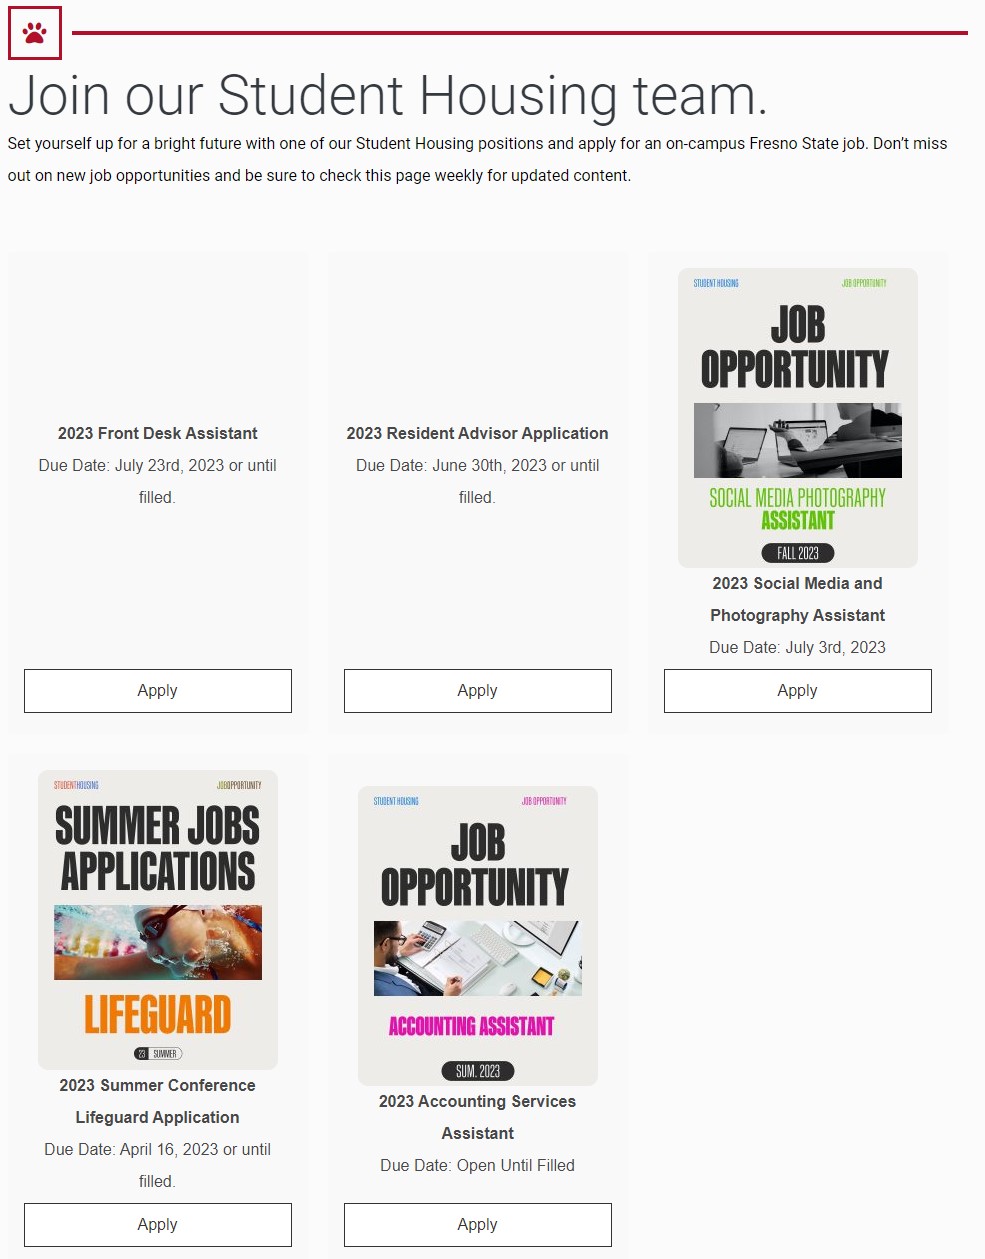 Join our Student Housing team.
Set yourself up for a bright future with one of our Student Housing positions and apply for an on-campus Fresno State job. Don’t miss
out on new job opportunities and be sure to check this page weekly for updated content.
2023 Front Desk Assistant
Due Date: July 23rd, 2023 or until
filled.
Apply
2023 Resident Advisor Application
Due Date: June 30th, 2023 or until
filled.
Apply
STUDENT HOUSING
JOB OPPORTUNITY
JOB
OPPORTUNITY
SOCIAL MEDIA PHOTOGRAPHY
ASSISTANT
FALL 2023
2023 Social Media and
Photography Assistant
Due Date: July 3rd, 2023
Apply
STUDENTHOUSING
JOBOPPORTUNITY
SUMMER JOBS
APPLICATIONS
LIFEGUARD
23 SUMMER
2023 Summer Conference
Lifeguard Application
Due Date: April 16, 2023 or until
filled.
Apply
STUDENT HOUSING
JOB OPPORTUNITY
JOB
OPPORTUNITY
ACCOUNTING ASSISTANT
SUM. 2023
2023 Accounting Services
Assistant
Due Date: Open Until Filled
Apply